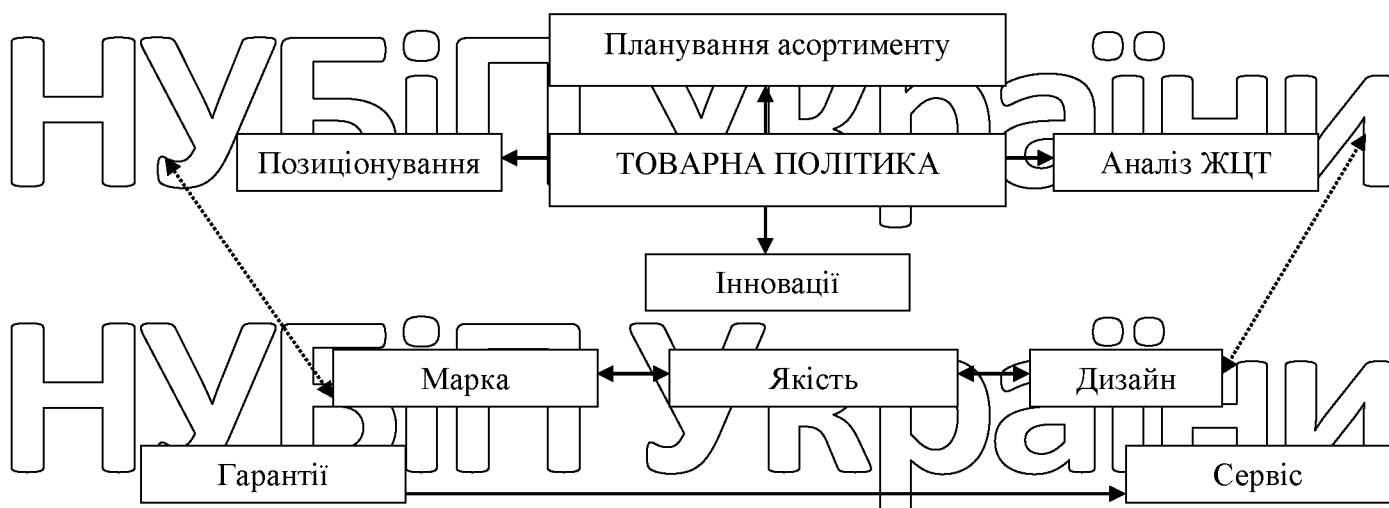 НУБіП України
Планування асортименту
Позиціонування
ТОВАРНА ПОЛІТИКА
Аналіз ЖЦТ
Інновації
НУБіП України
Марка
Якість
Дизайн
Гарантії
Сервіс